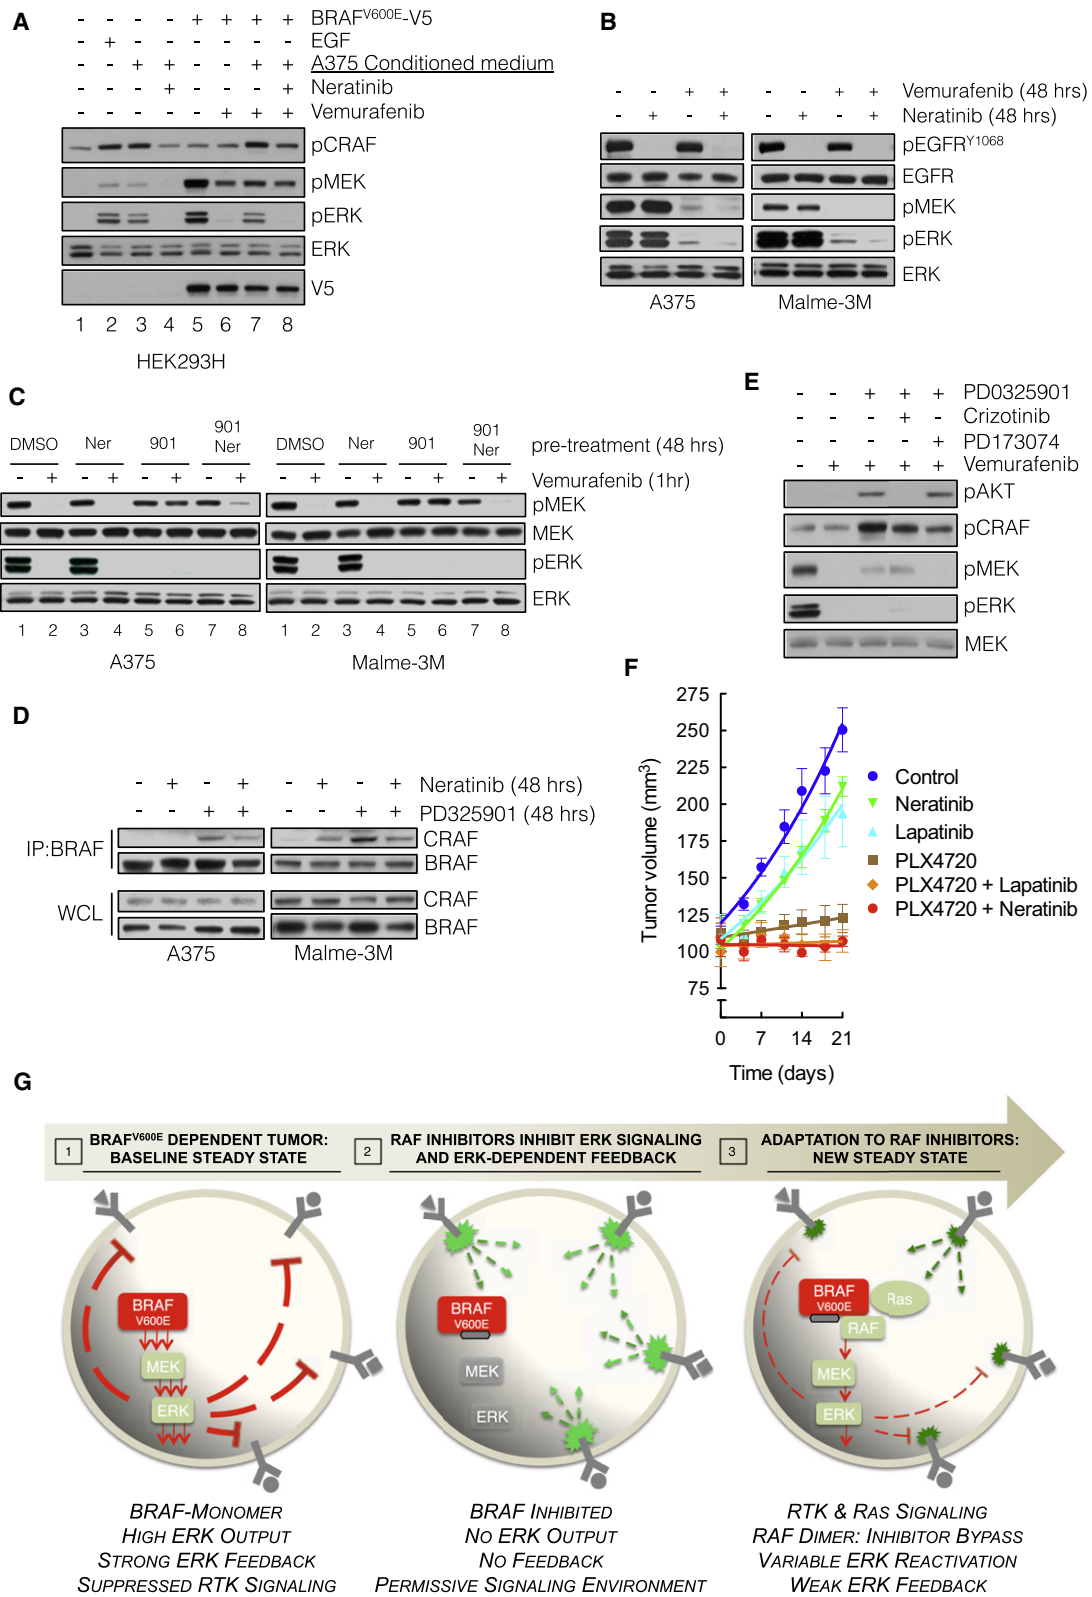 A
- - - - + + + + BRAFV600E-V5
- + - - - - - - EGF
- - + + - - + + A375 Conditioned medium
- - - + - - - + Neratinib
- - - - - + + + Vemurafenib
pCRAF
pMEK
pERK
ERK
V5
1 2 3 4 5 6 7 8
HEK293H
B
- - + + - - + + Vemurafenib (48 hrs)
- + - + - + - + Neratinib (48 hrs)
pEGFRY1068
EGFR
pMEK
pERK
ERK
A375 Malme-3M
C
DMSO Ner 901 901 Ner DMSO Ner 901 901 Ner pre-treatment (48 hrs)
- + - + - + - + - + - + - + - + Vemurafenib (1hr)
pMEK
MEK
pERK
ERK
1 2 3 4 5 6 7 8 1 2 3 4 5 6 7 8
A375 Malme-3M
D
- + - + - + - + Neratinib (48 hrs)
- - + + - - + + PD325901 (48 hrs)
IP:BRAF
CRAF
BRAF
WCL
CRAF
BRAF
A375 Malme-3M
E
- - + + + PD0325901
- - - + - Crizotinib
- - - - + PD173074
- + + + + Vemurafenib
pAKT
pCRAF
pMEK
pERK
MEK
F
275
250
225
200
175
150
125
100
75
Tumor volume (mm3)
0 7 14 21
Time (days)
Control
Neratinib
Lapatinib
PLX4720
PLX4720 + Lapatinib
PLX4720 + Neratinib
G
1 BRAFV600E DEPENDENT TUMOR:
BASELINE STEADY STATE
2 RAF INHIBITORS INHIBIT ERK SIGNALING
AND ERK-DEPENDENT FEEDBACK
3 ADAPTATION TO RAF INHIBITORS:
NEW STEADY STATE
BRAF
V600E
MEK
ERK
BRAF
V600E
MEK
ERK
BRAF
V600E
Ras
RAF
MEK
ERK
BRAF-MONOMER
HIGH ERK OUTPUT
STRONG ERK FEEDBACK
SUPPRESSED RTK SIGNALING
BRAF INHIBITED
NO ERK OUTPUT
NO FEEDBACK
PERMISSIVE SIGNALING ENVIRONMENT
RTK & RAS SIGNALING
RAF DIMER: INHIBITOR BYPASS
VARIABLE ERK REACTIVATION
WEAK ERK FEEDBACK